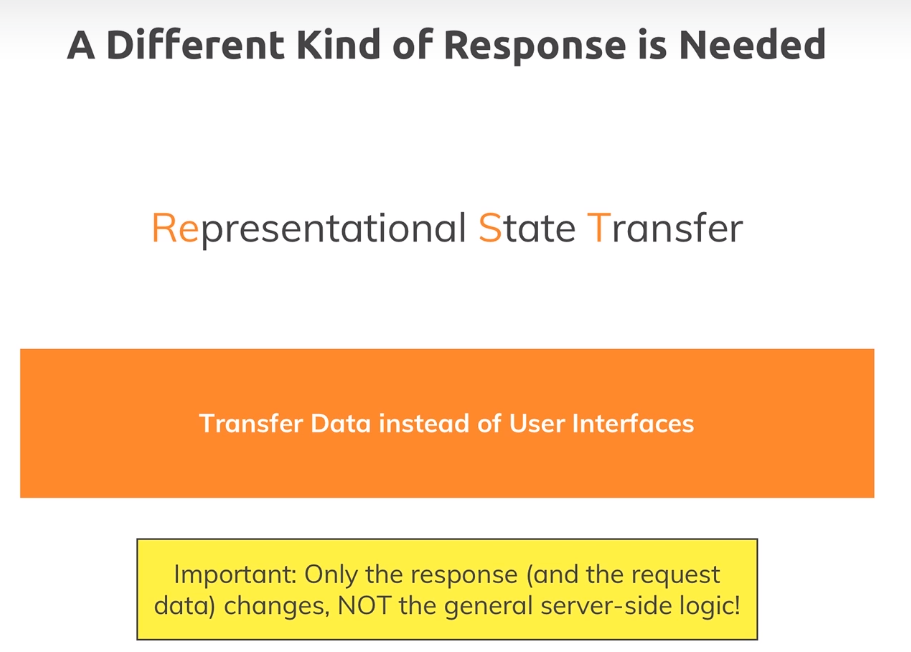 A Different Kind of Response is Needed
Representational State Transfer
Transfer Data instead of User Interfaces
Important: Only the response (and the request
data) changes, NOT the general server-side logic!